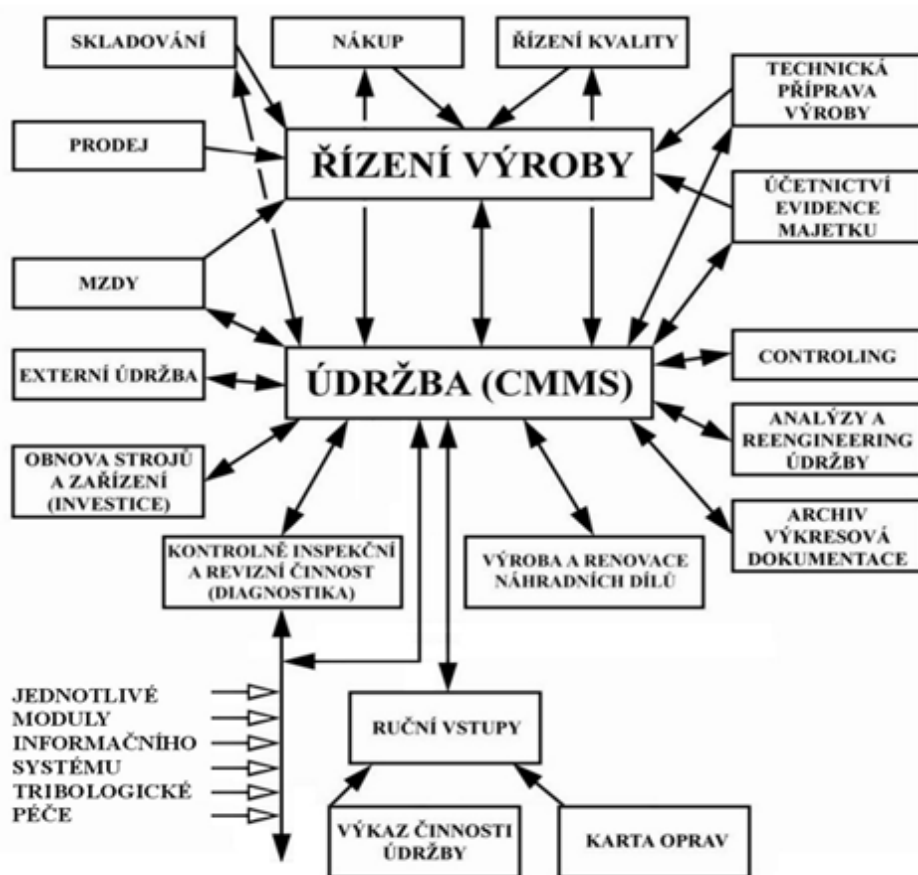 SKLADOVÁNÍ
NÁKUP
ŘÍZENÍ KVALITY
TECHNICKÁ
PŘÍPRAVA
VÝROBY
PRODEJ
ŘÍZENÍ VÝROBY
ÚČETNICTVÍ
EVIDENCE
MAJETKU
MZDY
EXTERNÍ ÚDRŽBA
ÚDRŽBA (CMMS)
CONTROLING
ANALÝZY A
REENGINEERING
ÚDRŽBY
OBNOVA STROJŮ
A ZAŘÍZENÍ
(INVESTICE)
ARCHIV
VÝKRESOVÁ
DOKUMENTACE
KONTROLNĚ INSPEKČNÍ
A REVIZNÍ ČINNOST
(DIAGNOSTIKA)
VÝROBA A RENOVACE
NÁHRADNÍCH DÍLŮ
JEDNOTLIVÉ
MODULY
INFORMAČNÍHO
SYSTÉMU
TRIBOLOGICKÉ
PÉČE
RUČNÍ VSTUPY
VÝKAZ ČINNOSTI
ÚDRŽBY
KARTA OPRAV